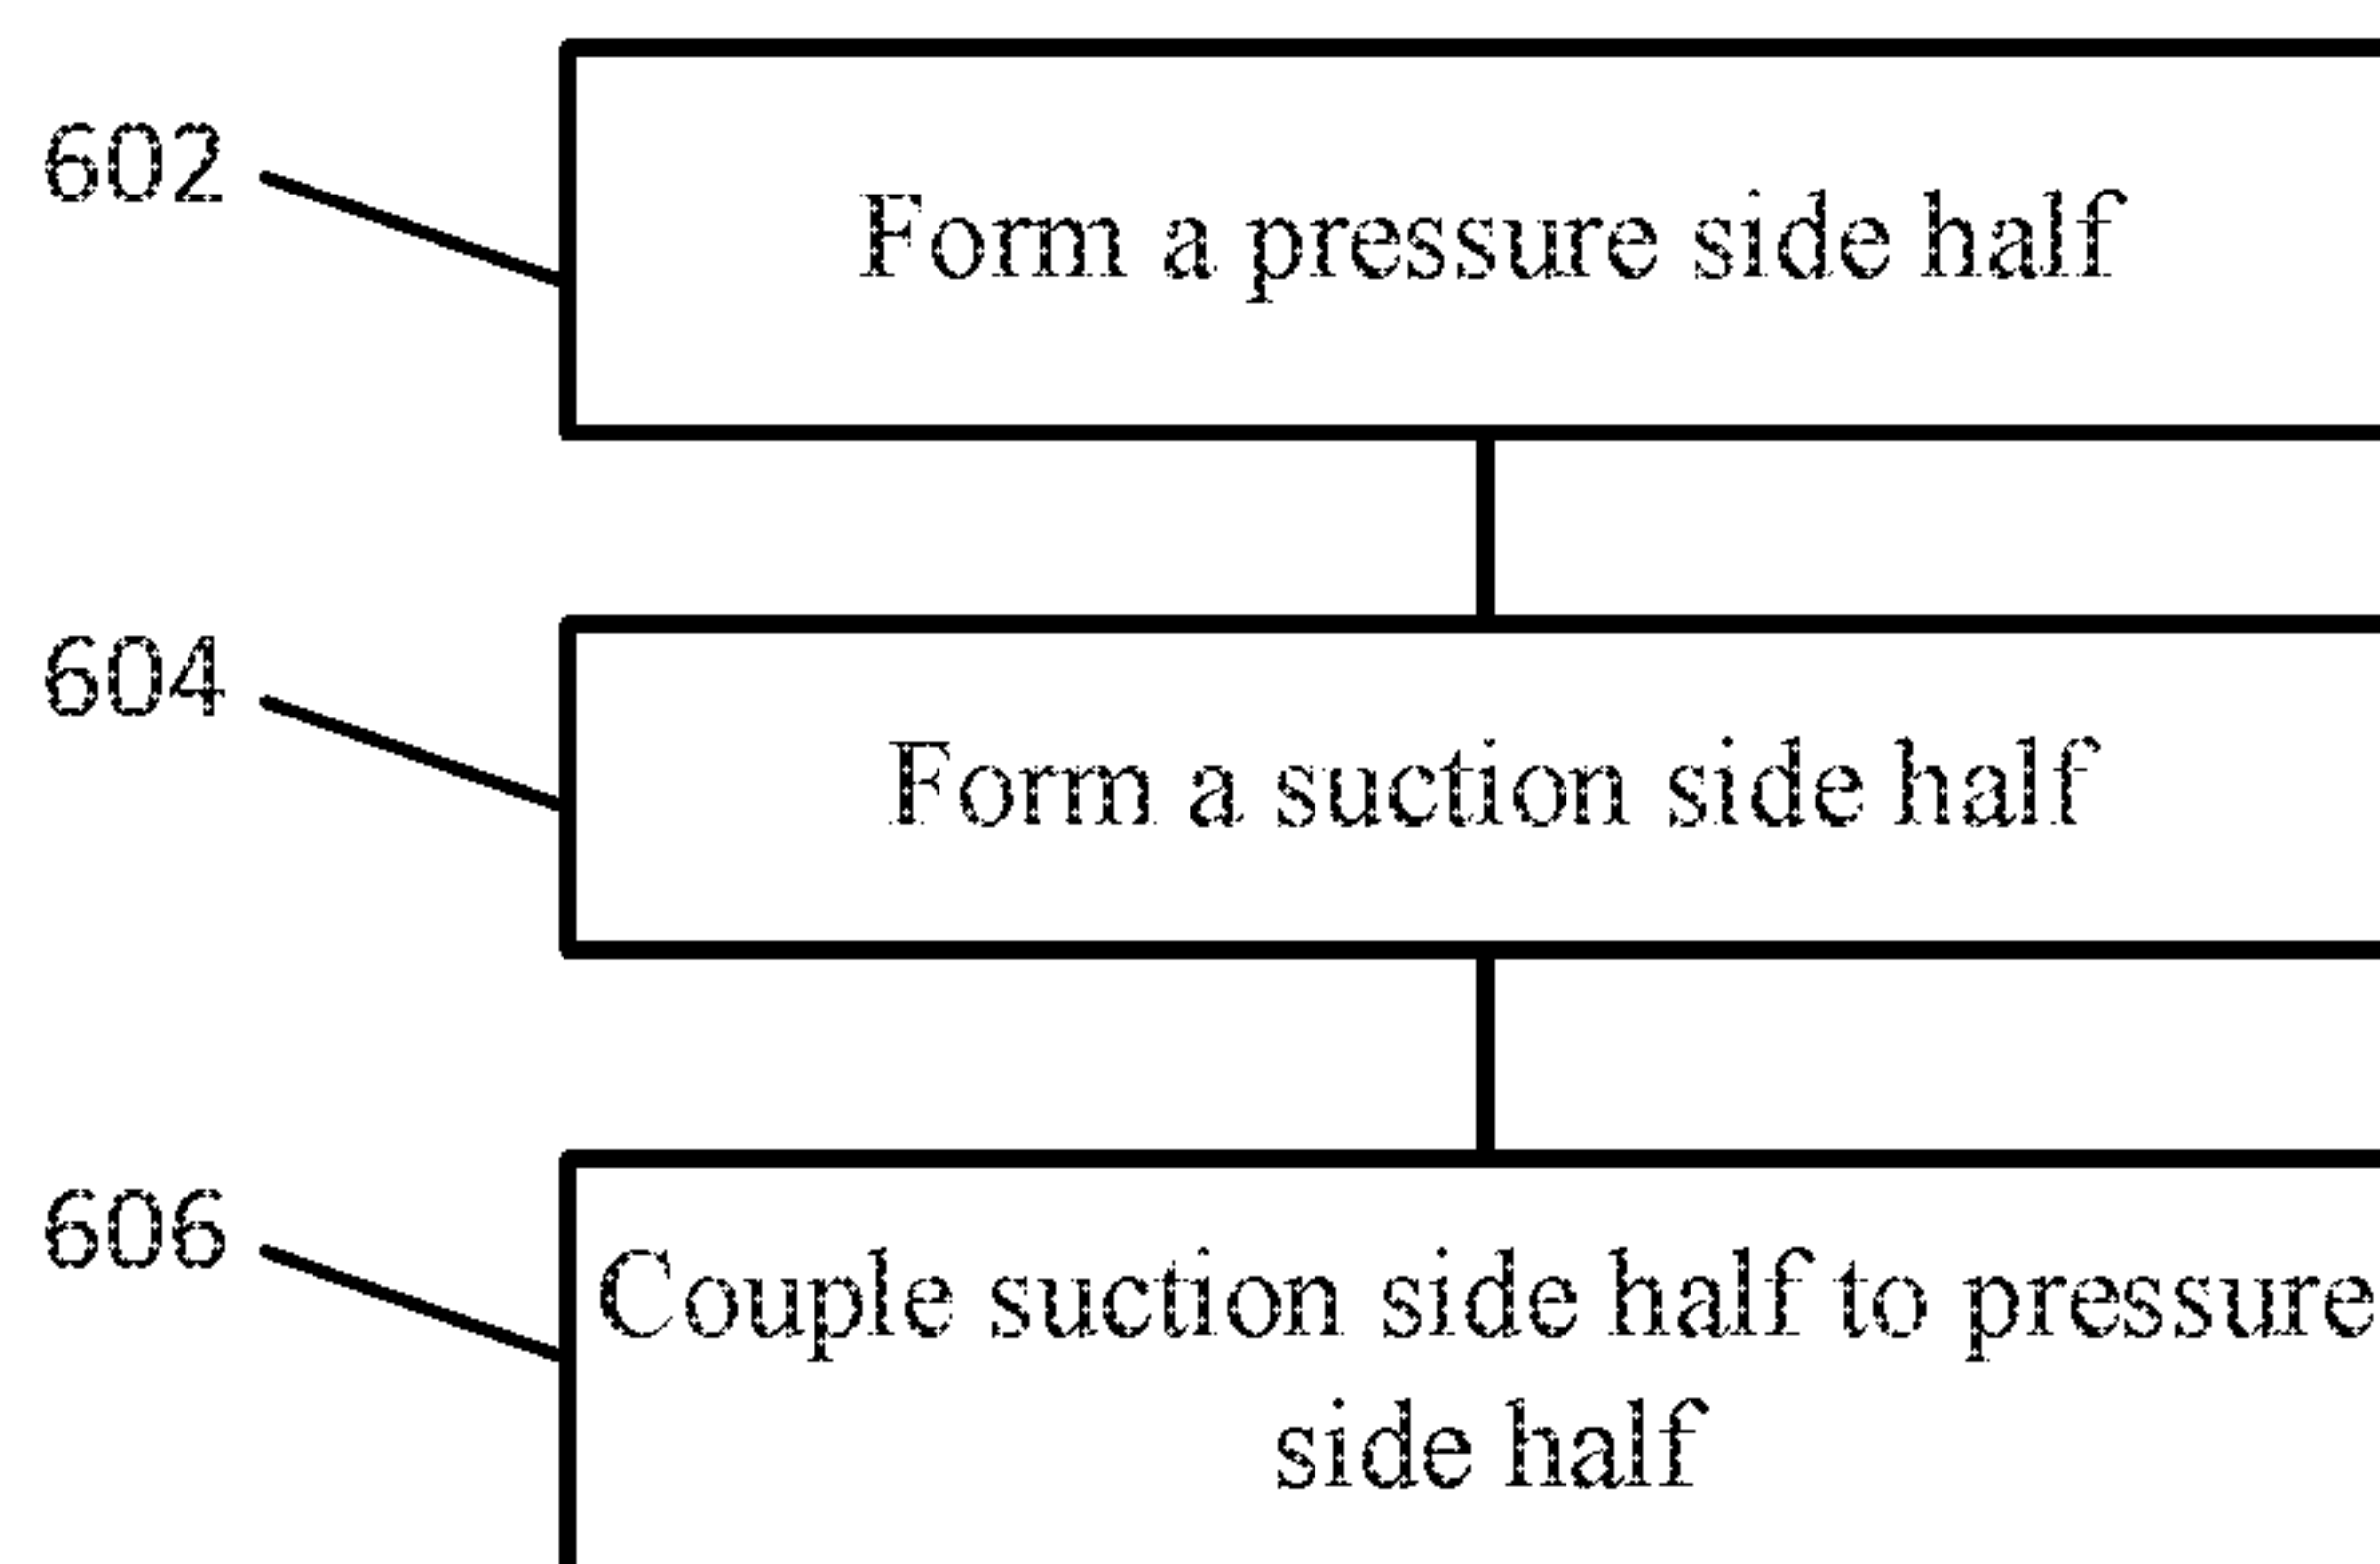 602
Form a pressure side half
604
Form a suction side half
606
Couple suction side half to pressure
side half